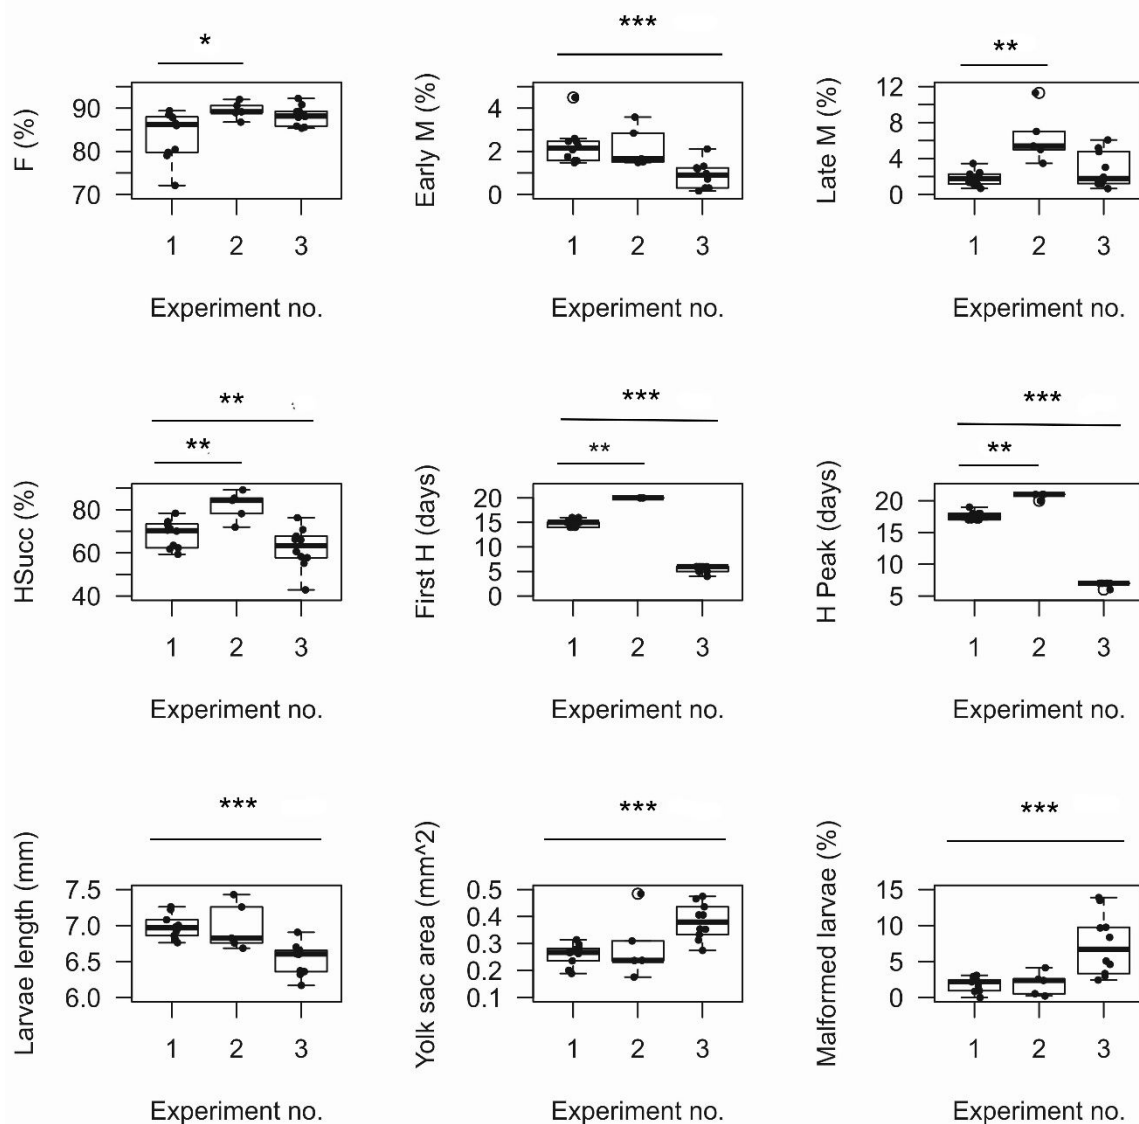 *
F (%)
90
80
70
1 2 3
Experiment no.
***
Early M (%)
4
2
0
1 2 3
Experiment no.
**
Late M (%)
12
8
4
0
1 2 3
Experiment no.
**
**
HSucc (%)
80
60
40
1 2 3
Experiment no.
***
**
First H (days)
20
15
10
5
0
1 2 3
Experiment no.
***
**
H Peak (days)
20
15
10
5
1 2 3
Experiment no.
***
Larvae length (mm)
7.5
7.0
6.5
6.0
1 2 3
Experiment no.
***
Yolk sac area (mm^2)
0.5
0.4
0.3
0.2
0.1
1 2 3
Experiment no.
***
Malformed larvae (%)
15
10
5
0
1 2 3
Experiment no.